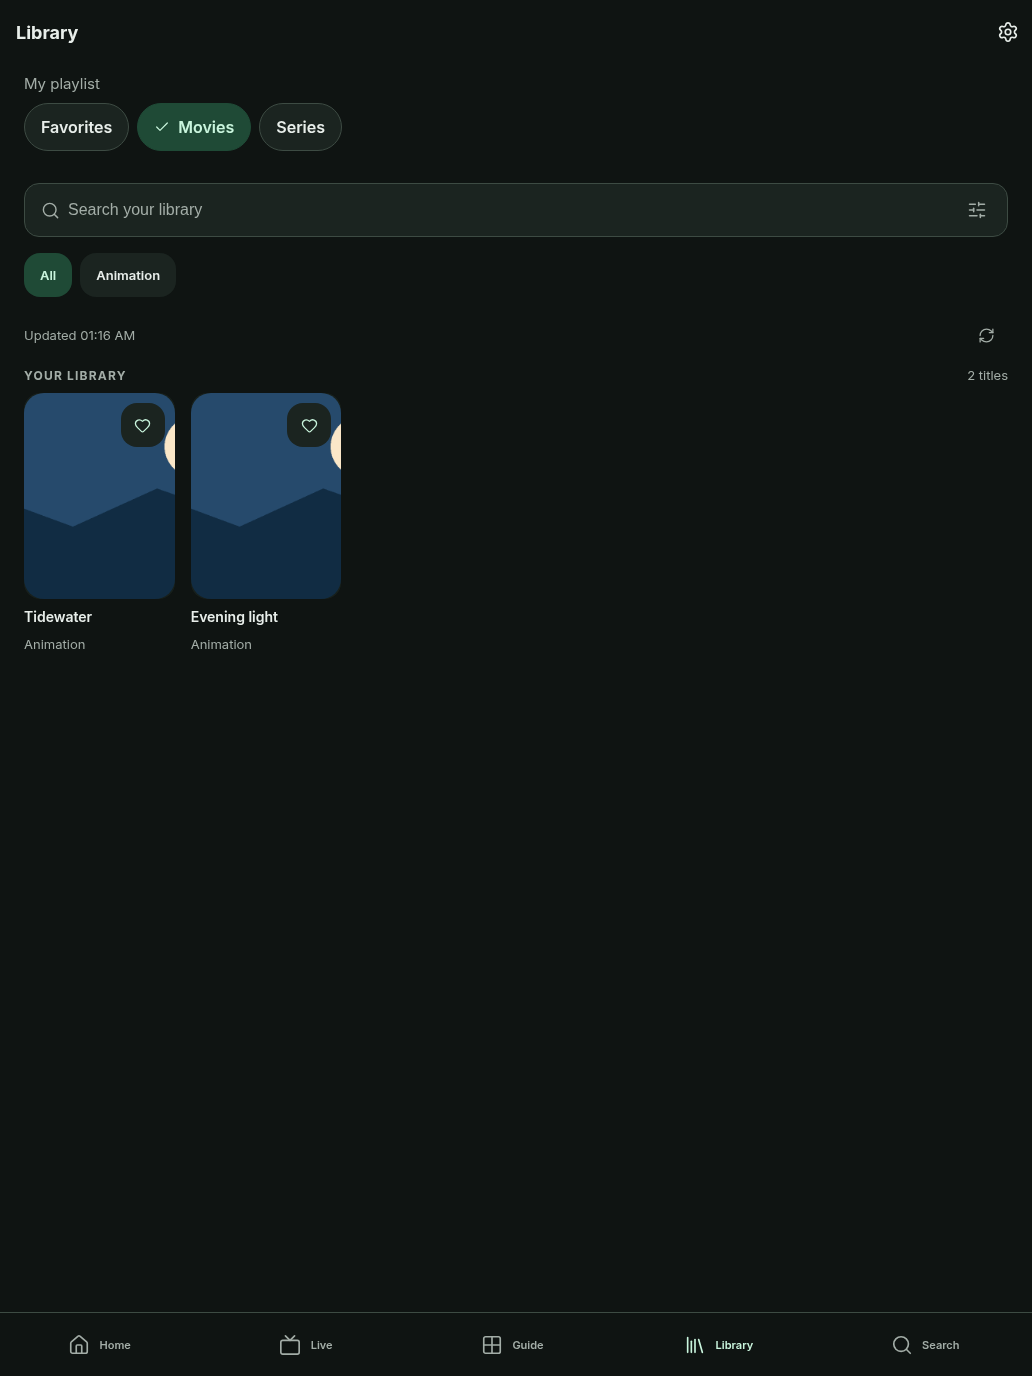 Library
My playlist
Favorites Movies Series
Search your library
All Animation
Updated 01:16 AM
YOUR LIBRARY 2 titles
Tidewater Evening light
Animation Animation
Home Live Guide Library Search